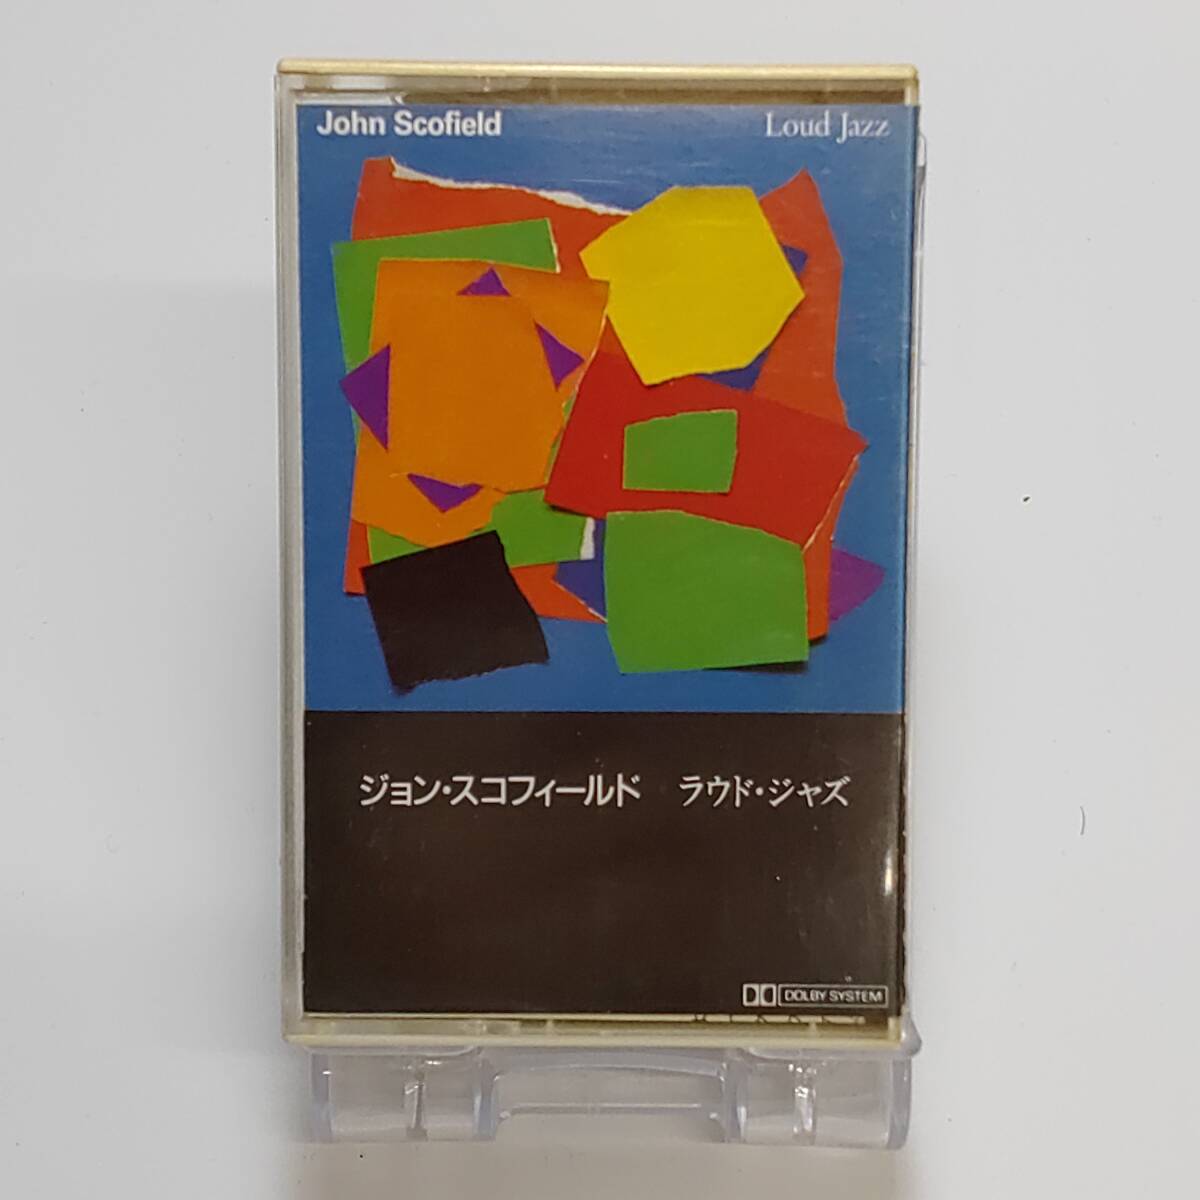 John Scofield Loud Jazz
ジョン・スコフィールド ラウド・ジャズ
DOLBY SYSTEM